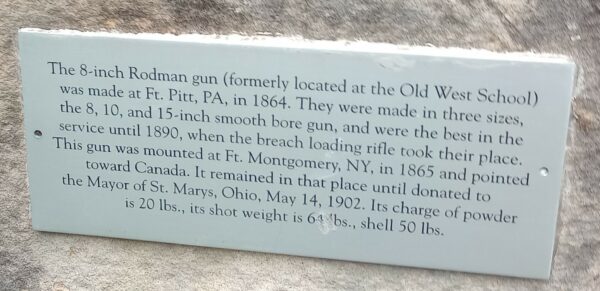 The 8-inch Rodman gun (formerly located at the Old West School)
was made at Ft. Pitt, PA, in 1864. They were made in three sizes,
the 8, 10, and 15-inch smooth bore gun, and were the best in the
service until 1890, when the breach loading rifle took their place.
This gun was mounted at Ft. Montgomery, NY, in 1865 and pointed
toward Canada. It remained in that place until donated to
the Mayor of St. Marys, Ohio, May 14, 1902. Its charge of powder
is 20 lbs., its shot weight is lbs., shell 50 lbs.